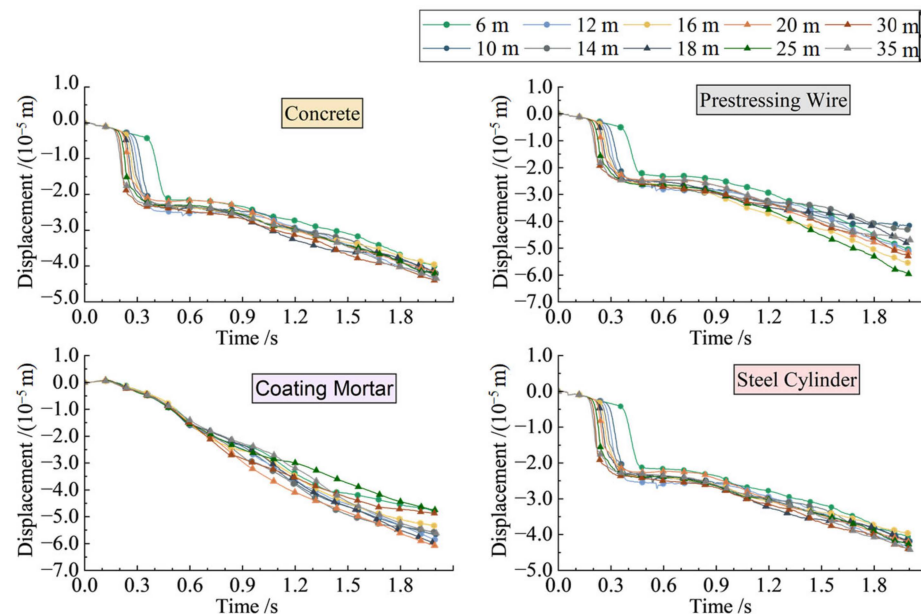 6 m 12 m 16 m 20 m 30 m
10 m 14 m 18 m 25 m 35 m
Concrete
Displacement /(10⁻⁵ m)
1.0
0.0
−1.0
−2.0
−3.0
−4.0
−5.0
0.0 0.3 0.6 0.9 1.2 1.5 1.8
Time /s
Prestressing Wire
Displacement /(10⁻⁵ m)
1.0
0.0
−1.0
−2.0
−3.0
−4.0
−5.0
−6.0
−7.0
0.0 0.3 0.6 0.9 1.2 1.5 1.8
Time /s
Coating Mortar
Displacement /(10⁻⁵ m)
1.0
0.0
−1.0
−2.0
−3.0
−4.0
−5.0
−6.0
−7.0
0.0 0.3 0.6 0.9 1.2 1.5 1.8
Time /s
Steel Cylinder
Displacement /(10⁻⁵ m)
1.0
0.0
−1.0
−2.0
−3.0
−4.0
−5.0
0.0 0.3 0.6 0.9 1.2 1.5 1.8
Time /s